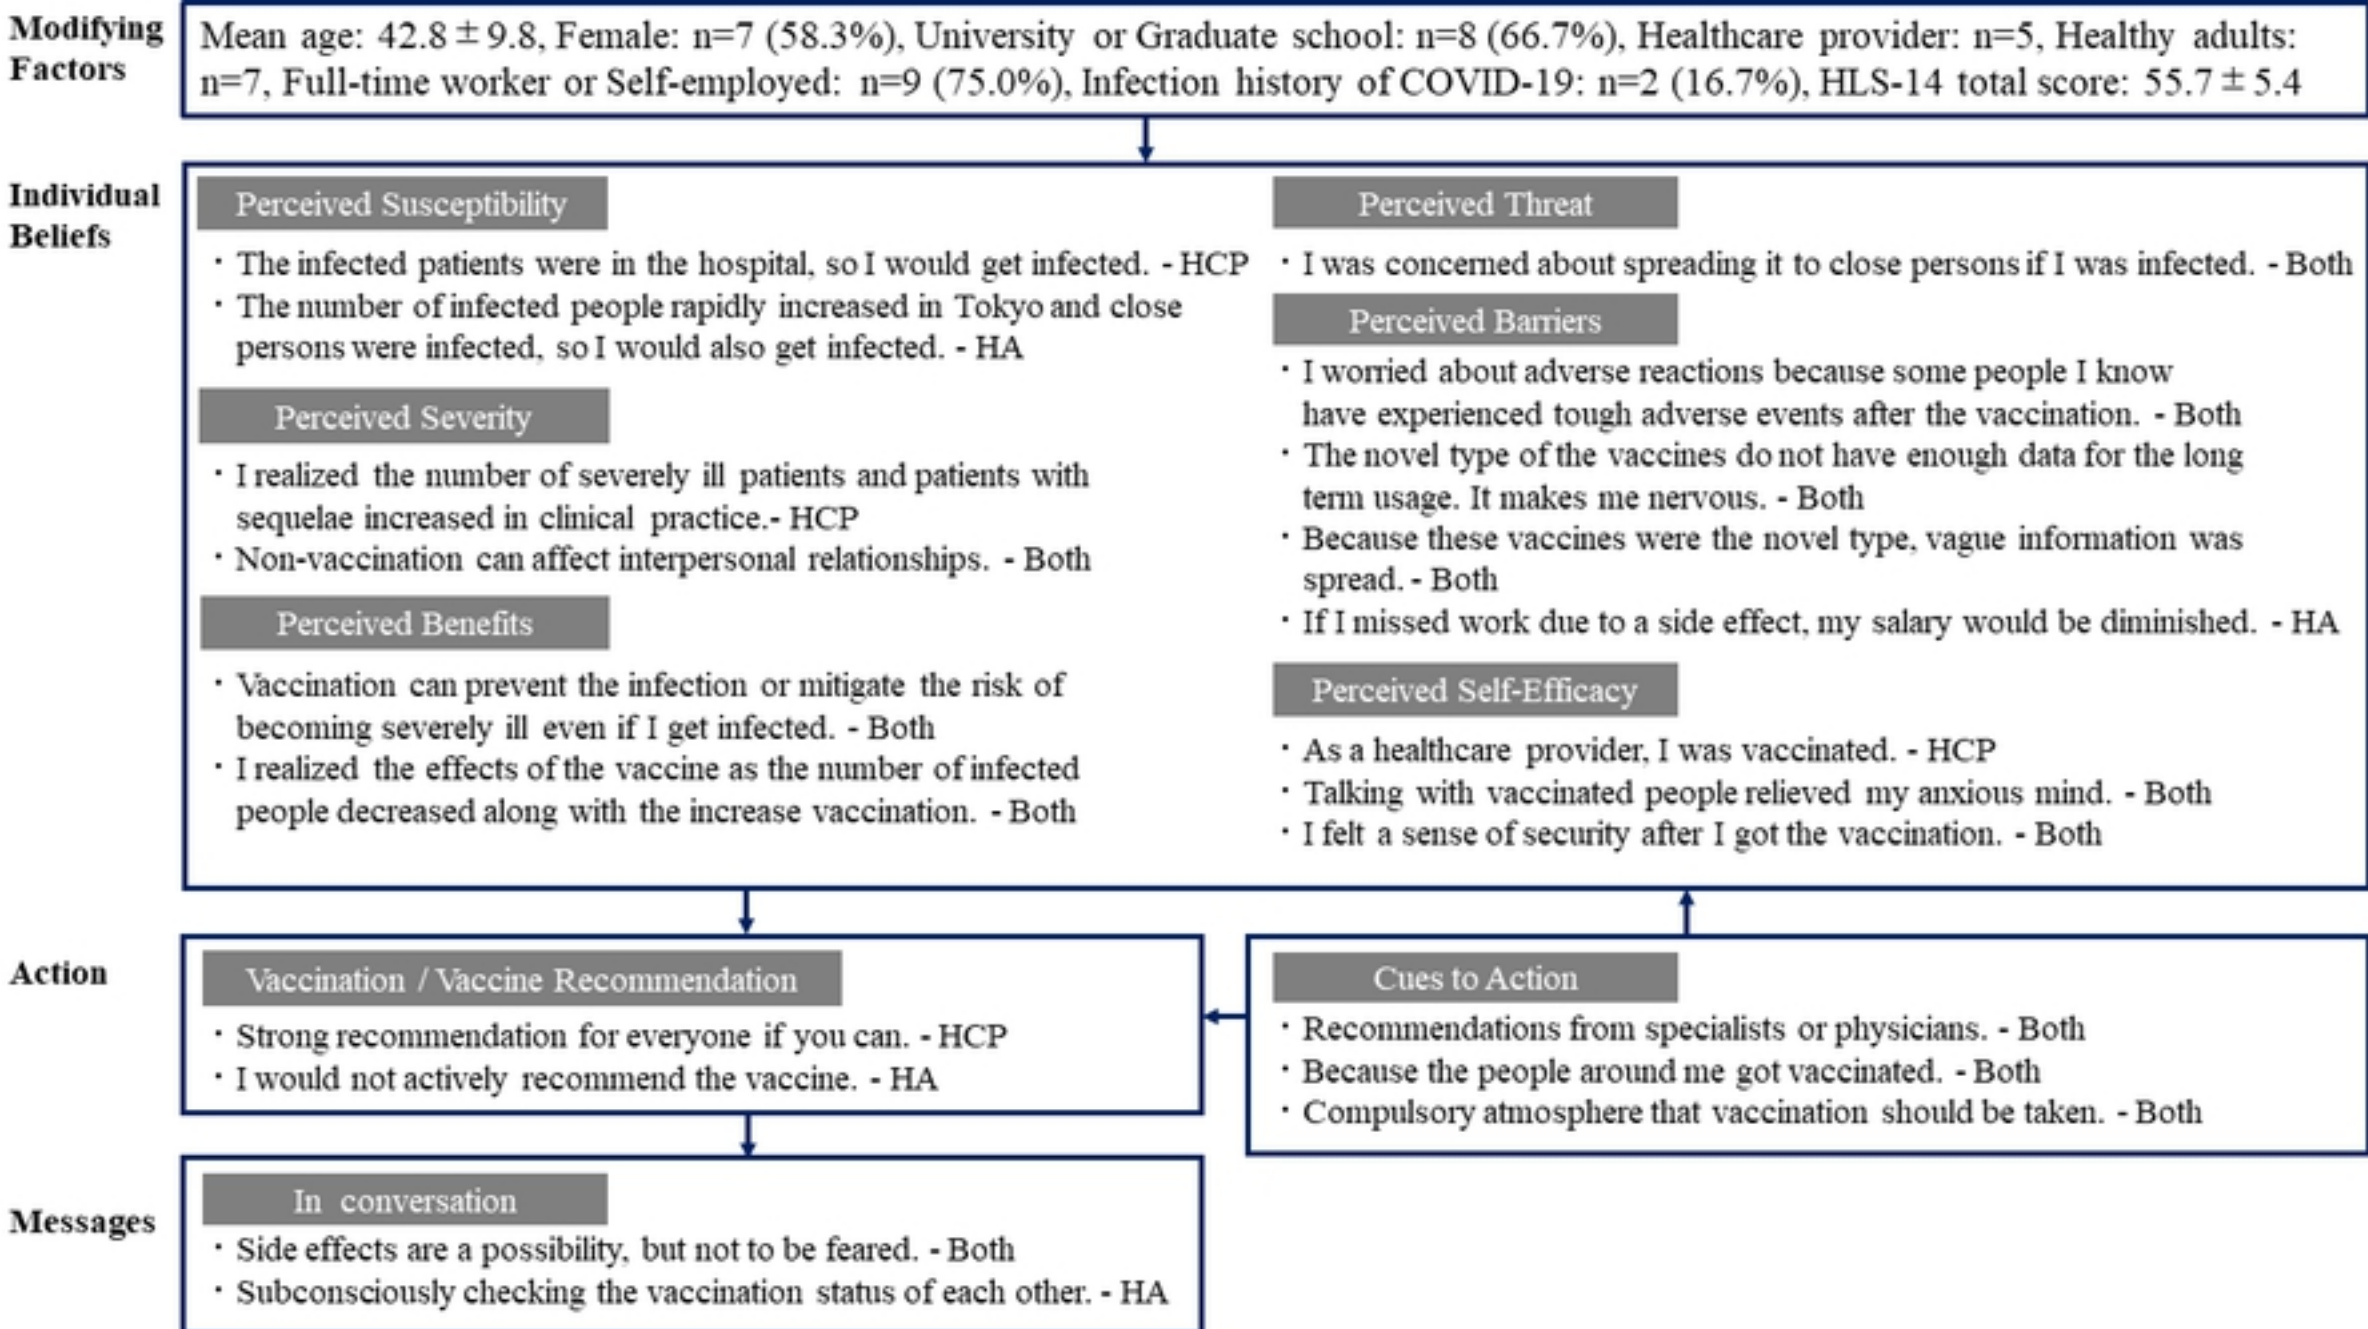 Modifying
Factors
Mean age: 42.8 ± 9.8, Female: n=7 (58.3%), University or Graduate school: n=8 (66.7%), Healthcare provider: n=5, Healthy adults:
n=7, Full-time worker or Self-employed: n=9 (75.0%), Infection history of COVID-19: n=2 (16.7%), HLS-14 total score: 55.7 ± 5.4
Individual
Beliefs
Perceived Susceptibility
· The infected patients were in the hospital, so I would get infected. - HCP
· The number of infected people rapidly increased in Tokyo and close
persons were infected, so I would also get infected. - HA
Perceived Severity
· I realized the number of severely ill patients and patients with
sequelae increased in clinical practice.- HCP
· Non-vaccination can affect interpersonal relationships. - Both
Perceived Benefits
· Vaccination can prevent the infection or mitigate the risk of
becoming severely ill even if I get infected. - Both
· I realized the effects of the vaccine as the number of infected
people decreased along with the increase vaccination. - Both
Perceived Threat
· I was concerned about spreading it to close persons if I was infected. - Both
Perceived Barriers
· I worried about adverse reactions because some people I know
have experienced tough adverse events after the vaccination. - Both
· The novel type of the vaccines do not have enough data for the long
term usage. It makes me nervous. - Both
· Because these vaccines were the novel type, vague information was
spread. - Both
· If I missed work due to a side effect, my salary would be diminished. - HA
Perceived Self-Efficacy
· As a healthcare provider, I was vaccinated. - HCP
· Talking with vaccinated people relieved my anxious mind. - Both
· I felt a sense of security after I got the vaccination. - Both
Action
Vaccination / Vaccine Recommendation
· Strong recommendation for everyone if you can. - HCP
· I would not actively recommend the vaccine. - HA
Cues to Action
· Recommendations from specialists or physicians. - Both
· Because the people around me got vaccinated. - Both
· Compulsory atmosphere that vaccination should be taken. - Both
Messages
In conversation
· Side effects are a possibility, but not to be feared. - Both
· Subconsciously checking the vaccination status of each other. - HA